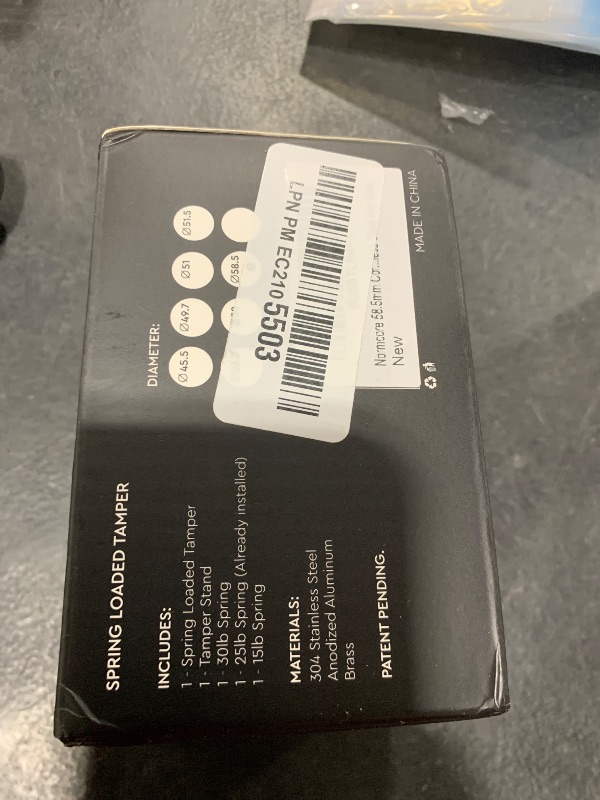 SPRING LOADED TAMPER
INCLUDES:
1 - Spring Loaded Tamper
1 - Tamper Stand
1 - 30lb Spring
1 - 25lb Spring (Already installed)
1 - 15lb Spring
MATERIALS:
304 Stainless Steel
Anodized Aluminum
Brass
PATENT PENDING.
DIAMETER:
Ø45.5 Ø49.7 Ø51 Ø51.5
Ø58.5
LPN PM EC2105503
Normcore 58.5mm
New
MADE IN CHINA